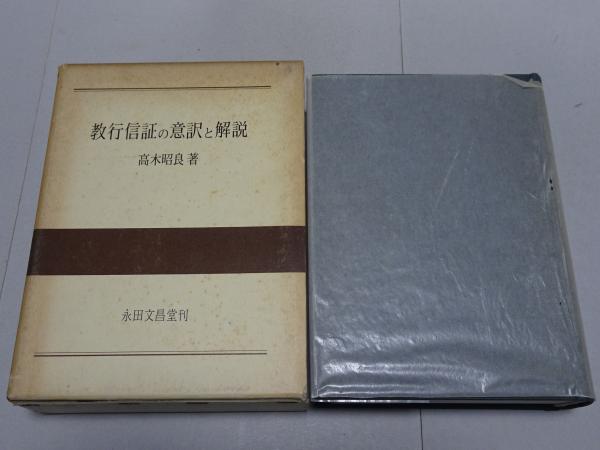 教行信証の意訳と解説
高木昭良著
永田文昌堂刊